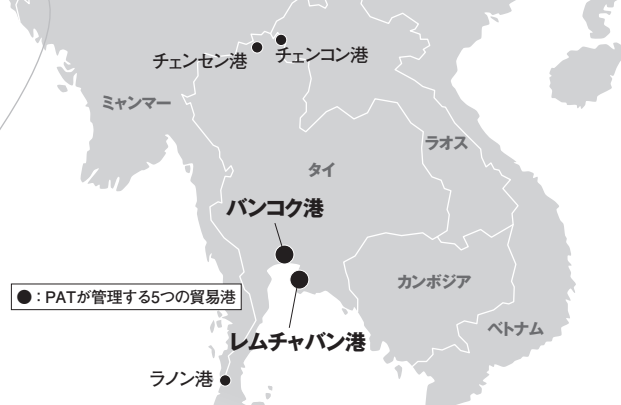 チェンセン港
チェンコン港
ミャンマー
ラオス
タイ
バンコク港
カンボジア
●：PATが管理する5つの貿易港
ベトナム
レムチャバン港
ラノン港